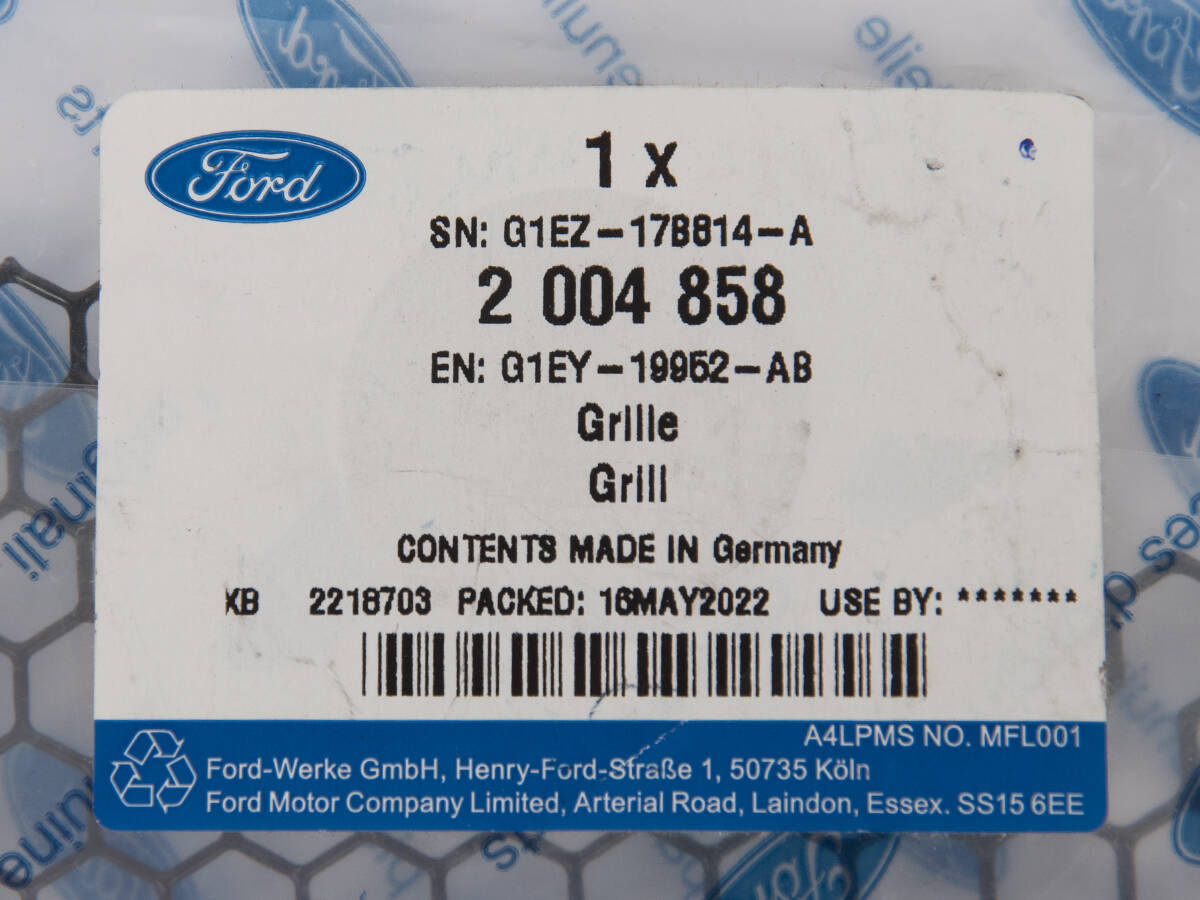 Ford
1 x
SN: G1EZ-17B814-A
2 004 858
EN: G1EY-19952-AB
Grille
Grill
CONTENTS MADE IN Germany
XB 2218703 PACKED: 16MAY2022 USE BY: *******
A4LPMS NO. MFL001
Ford-Werke GmbH, Henry-Ford-Straße 1, 50735 Köln
Ford Motor Company Limited, Arterial Road, Laindon, Essex. SS15 6EE